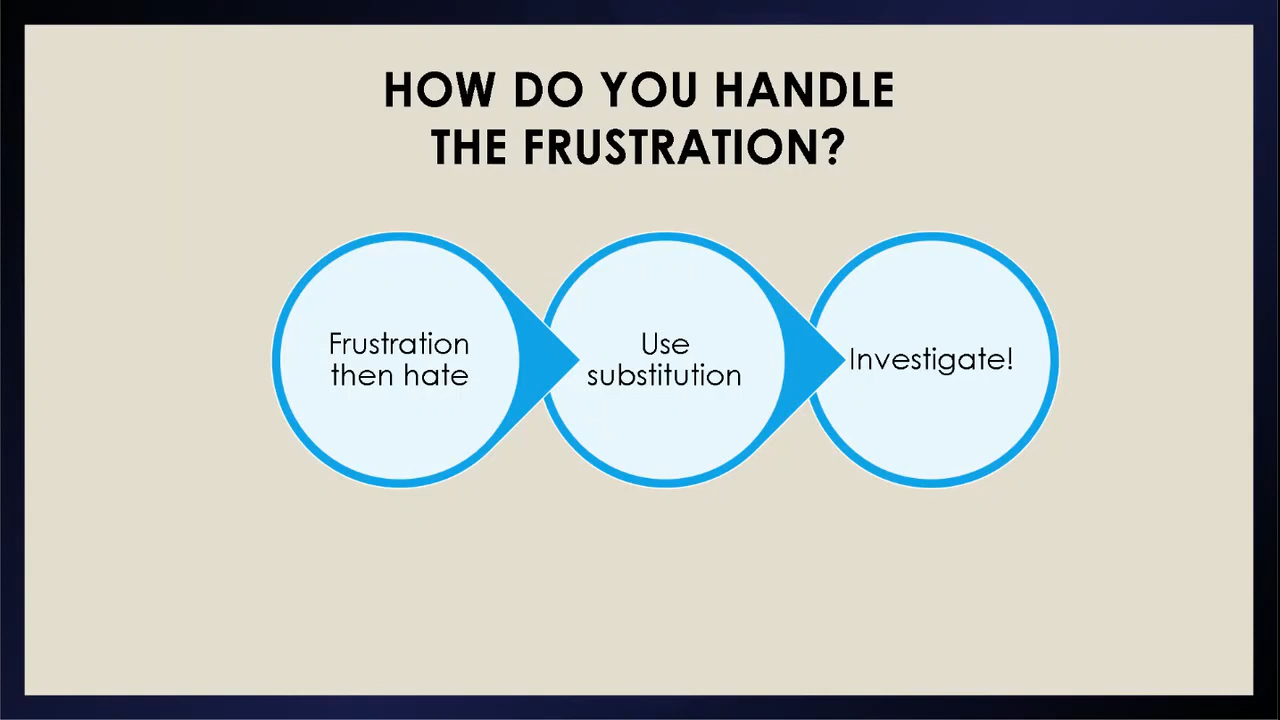 HOW DO YOU HANDLE
THE FRUSTRATION?
Frustration
then hate
Use
substitution
Investigate!